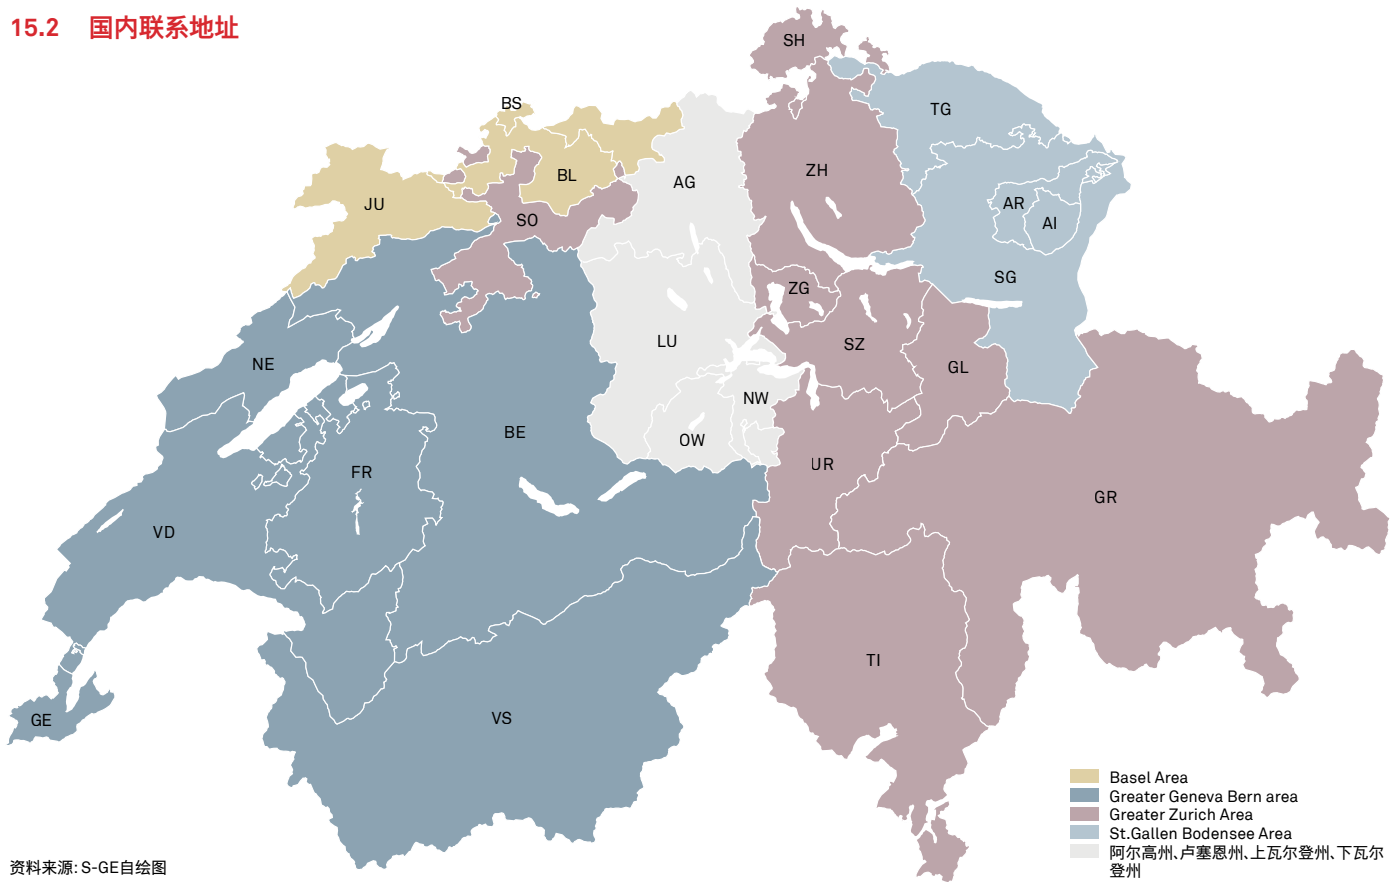 15.2 国内联系地址
SH
BS
TG
ZH
BL
AG
JU
AR
SO
AI
SG
ZG
LU
SZ
NE
GL
NW
BE
OW
UR
FR
GR
VD
TI
VS
GE
Basel Area
Greater Geneva Bern area
Greater Zurich Area
St.Gallen Bodensee Area
阿尔高州、卢塞恩州、上瓦尔登州、下瓦尔
登州
资料来源: S-GE自绘图